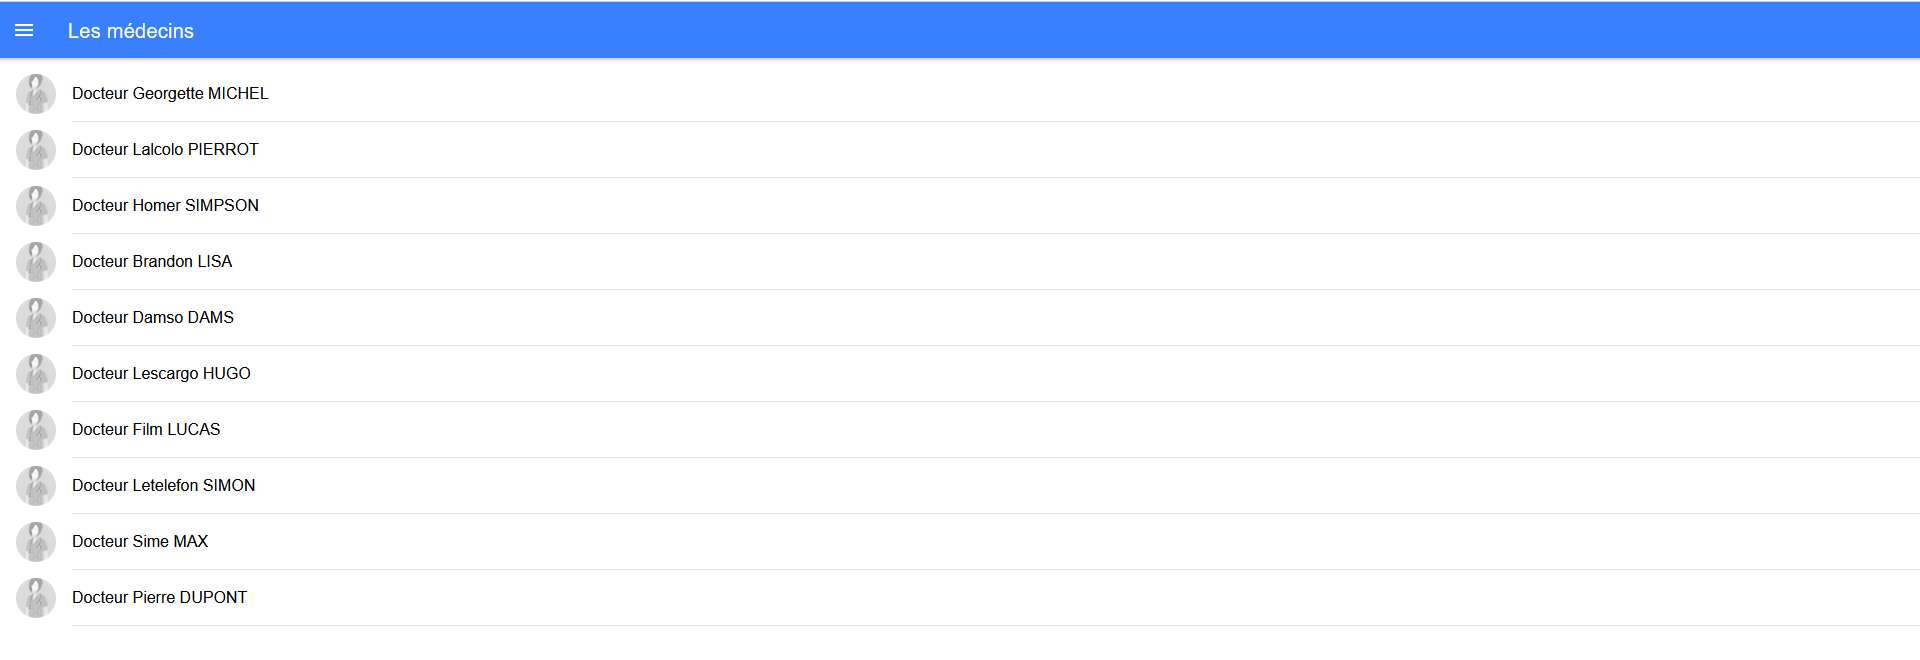 Les médecins
Docteur Georgette MICHEL
Docteur Lalcolo PIERROT
Docteur Homer SIMPSON
Docteur Brandon LISA
Docteur Damso DAMS
Docteur Lescargo HUGO
Docteur Film LUCAS
Docteur Letelefon SIMON
Docteur Sime MAX
Docteur Pierre DUPONT